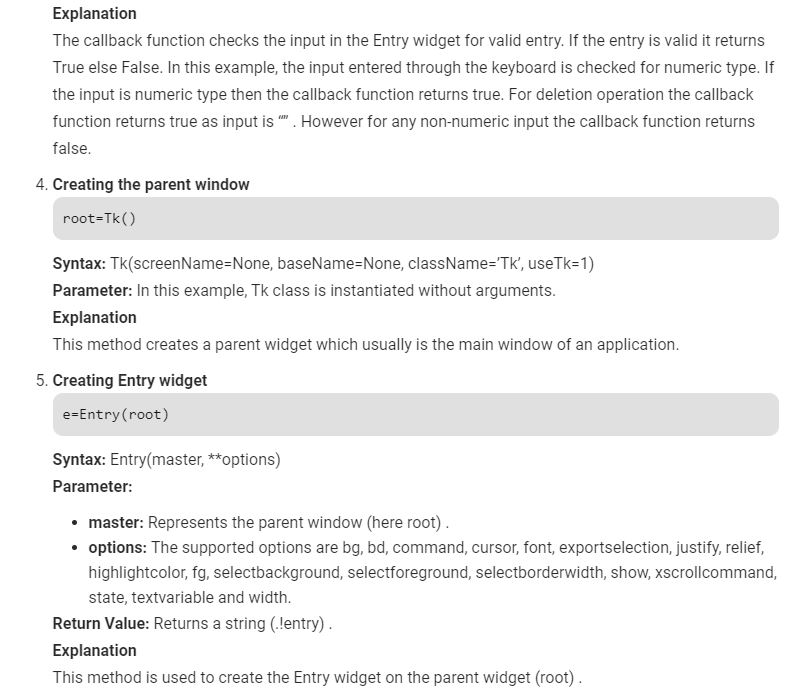 Explanation
The callback function checks the input in the Entry widget for valid entry. If the entry is valid it returns
True else False. In this example, the input entered through the keyboard is checked for numeric type. If
the input is numeric type then the callback function returns true. For deletion operation the callback
function returns true as input is “” . However for any non-numeric input the callback function returns
false.
4. Creating the parent window
root=Tk()
Syntax: Tk(screenName=None, baseName=None, className=’Tk’, useTk=1)
Parameter: In this example, Tk class is instantiated without arguments.
Explanation
This method creates a parent widget which usually is the main window of an application.
5. Creating Entry widget
e=Entry(root)
Syntax: Entry(master, **options)
Parameter:
• master: Represents the parent window (here root) .
• options: The supported options are bg, bd, command, cursor, font, exportselection, justify, relief,
highlightcolor, fg, selectbackground, selectforeground, selectborderwidth, show, xscrollcommand,
state, textvariable and width.
Return Value: Returns a string (.!entry) .
Explanation
This method is used to create the Entry widget on the parent widget (root) .